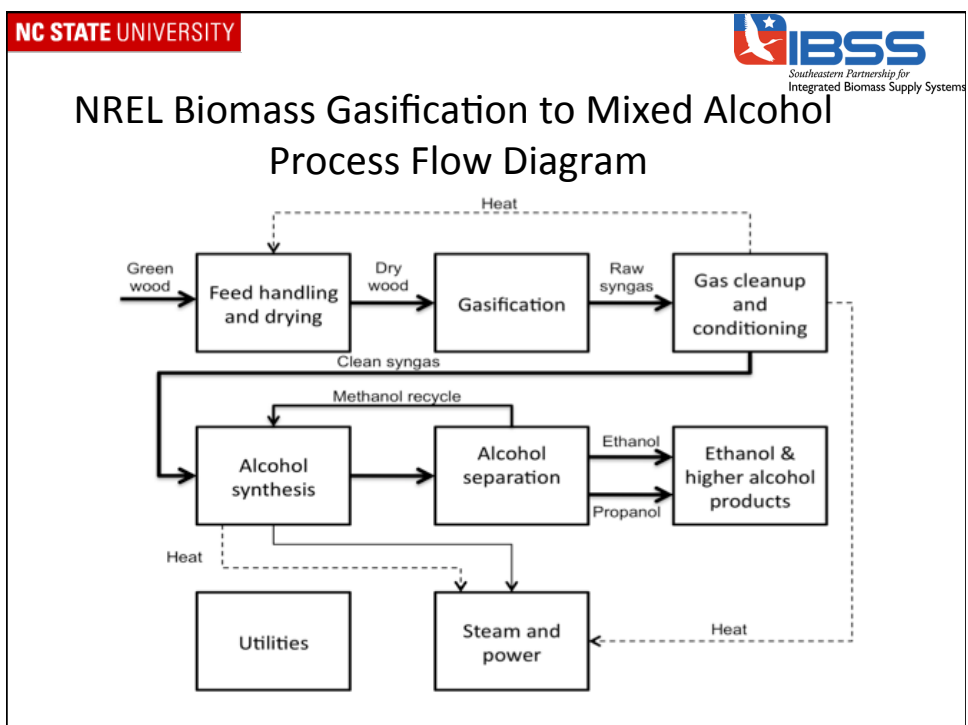 NC STATE UNIVERSITY
IBSS
Southeastern Partnership for
Integrated Biomass Supply Systems
NREL Biomass Gasification to Mixed Alcohol
Process Flow Diagram
Heat
Green
wood
Feed handling
and drying
Dry
wood
Gasification
Raw
syngas
Gas cleanup
and
conditioning
Clean syngas
Methanol recycle
Alcohol
synthesis
Alcohol
separation
Ethanol
Propanol
Ethanol &
higher alcohol
products
Heat
Utilities
Steam and
power
Heat